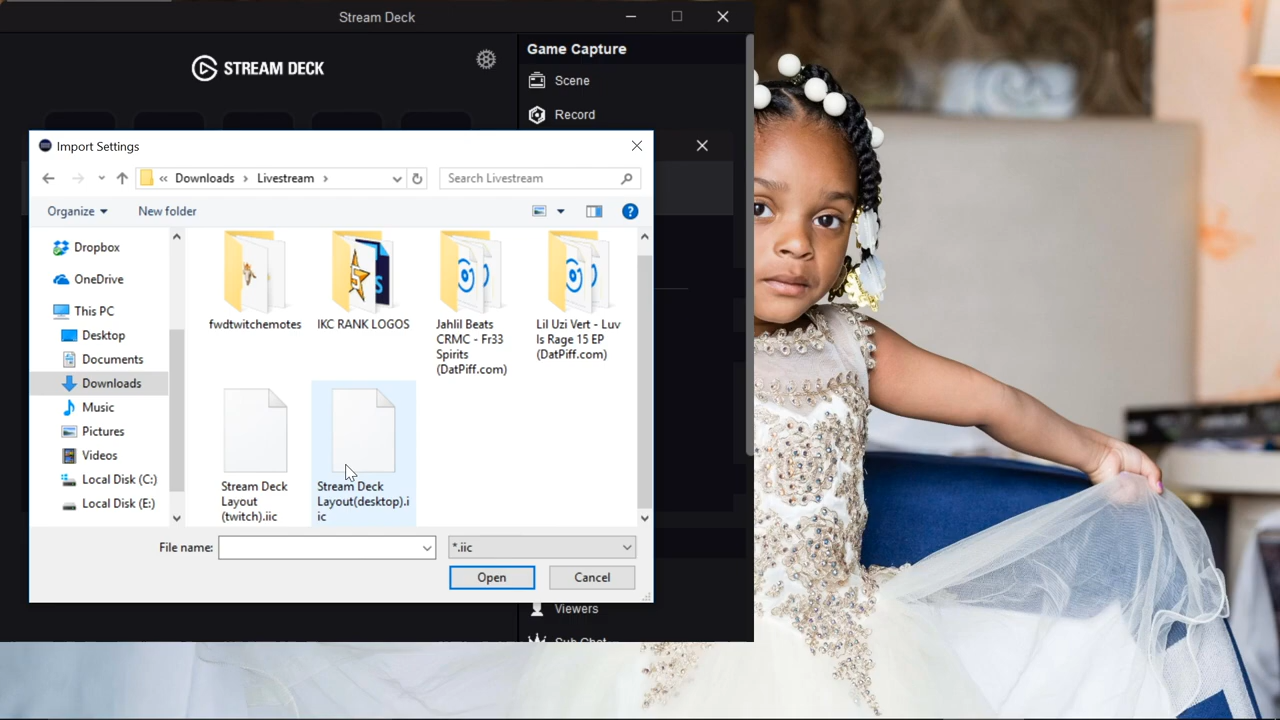 Stream Deck
STREAM DECK
Game Capture
Scene
Record
Import Settings
« Downloads > Livestream >
Search Livestream
Organize
New folder
Dropbox
OneDrive
This PC
Desktop
Documents
Downloads
Music
Pictures
Videos
Local Disk (C:)
Local Disk (E:)
fwdtwitchemotes
IKC RANK LOGOS
Jahlil Beats
CRMC - Fr33
Spirits
(DatPiff.com)
Lil Uzi Vert - Luv
Is Rage 15 EP
(DatPiff.com)
Stream Deck
Layout
(twitch).iic
Stream Deck
Layout(desktop).i
ic
File name:
*.iic
Open
Cancel
Viewers
Sub Chat